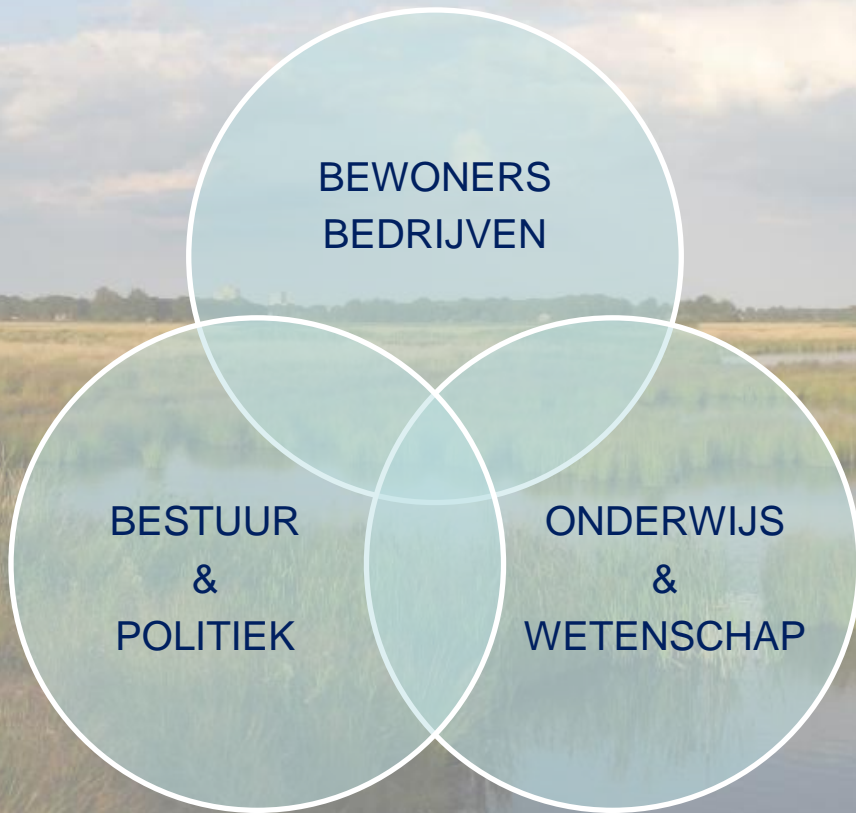 BEWONERS
BEDRIJVEN
BESTUUR
&
POLITIEK
ONDERWIJS
&
WETENSCHAP